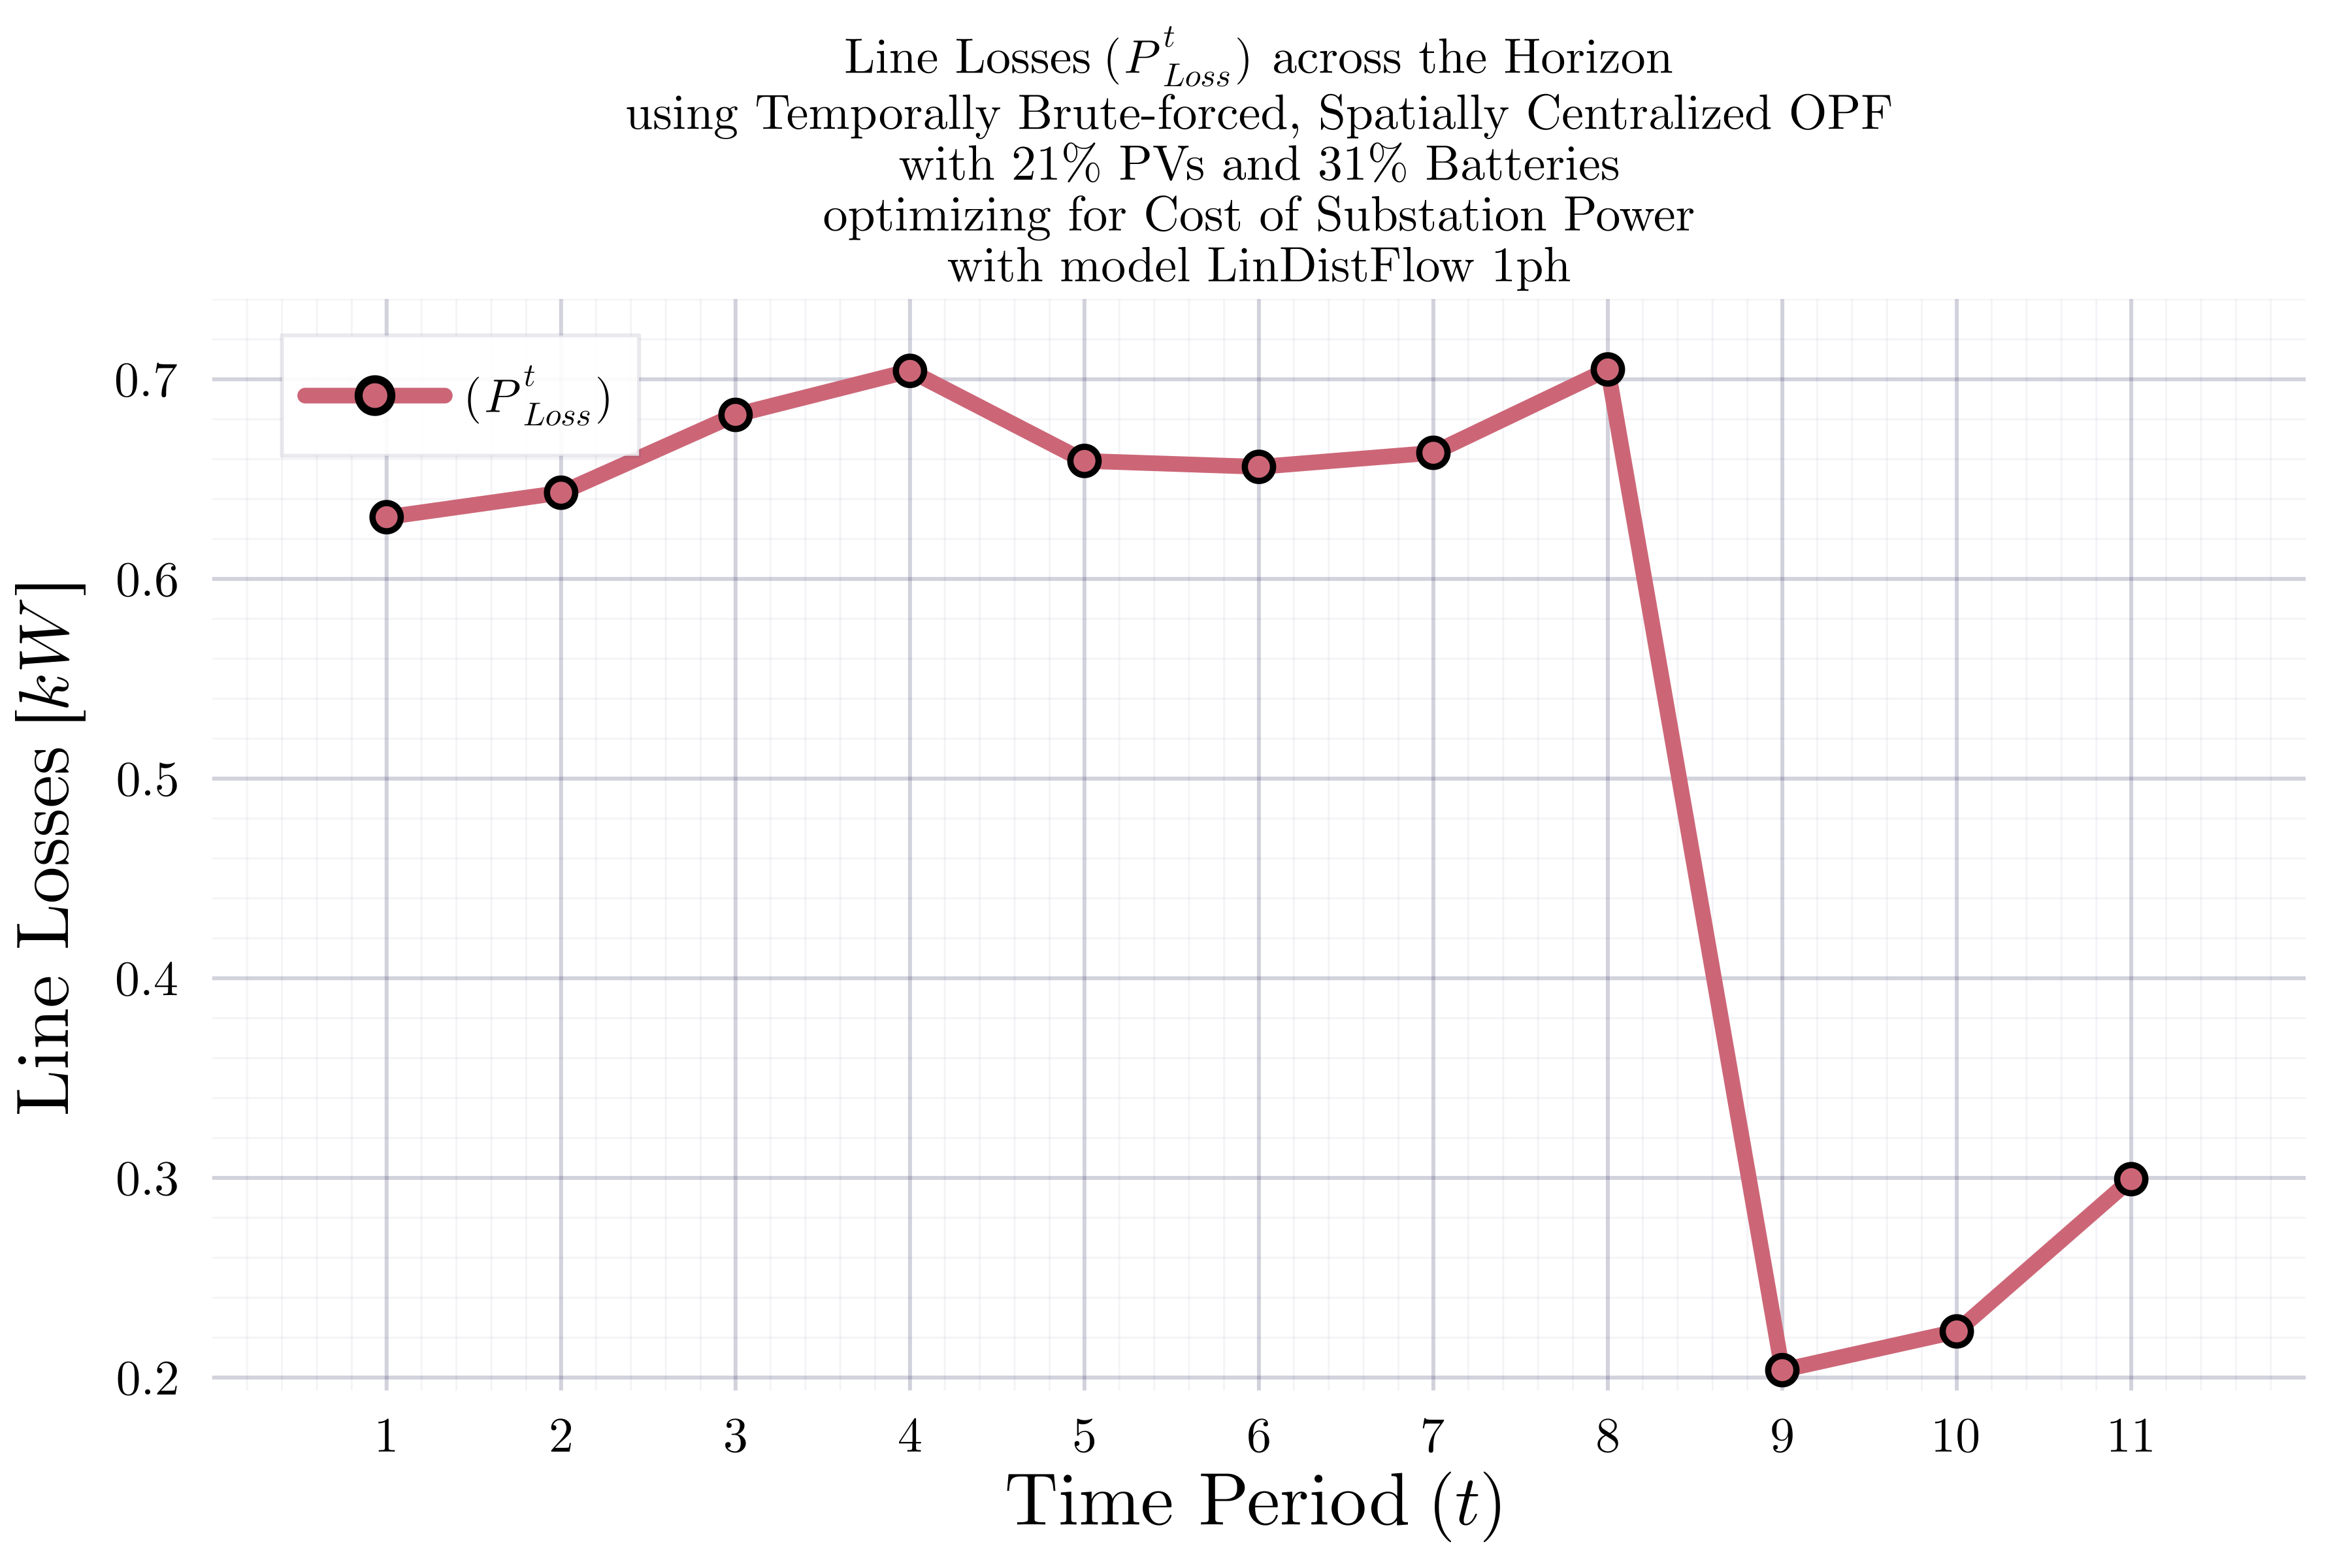 Line Losses (P^t_Loss) across the Horizon
using Temporally Brute-forced, Spatially Centralized OPF
with 21% PVs and 31% Batteries
optimizing for Cost of Substation Power
with model LinDistFlow 1ph
(P^t_Loss)
Line Losses [kW]
0.7
0.6
0.5
0.4
0.3
0.2
1 2 3 4 5 6 7 8 9 10 11
Time Period (t)